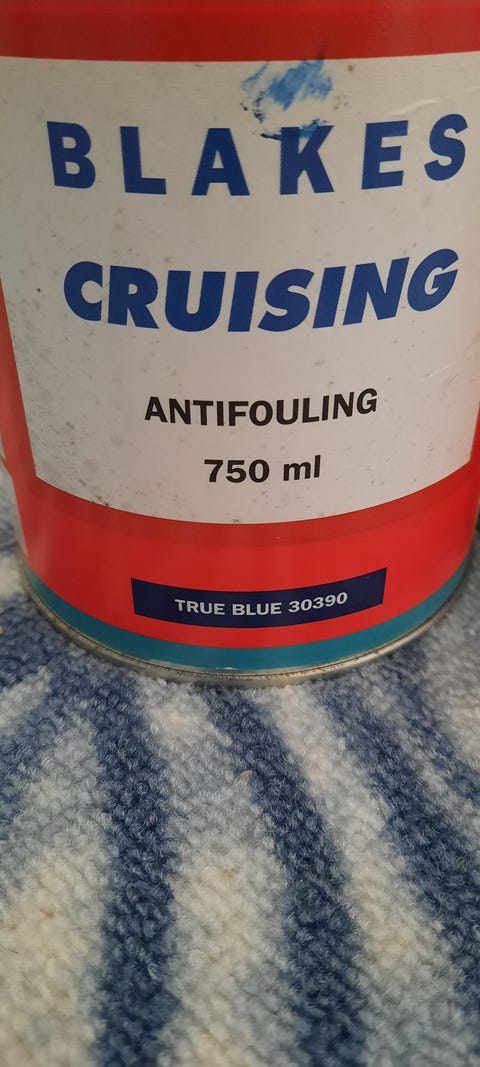 BLAKES
CRUISING
ANTIFOULING
750 ml
TRUE BLUE 30390